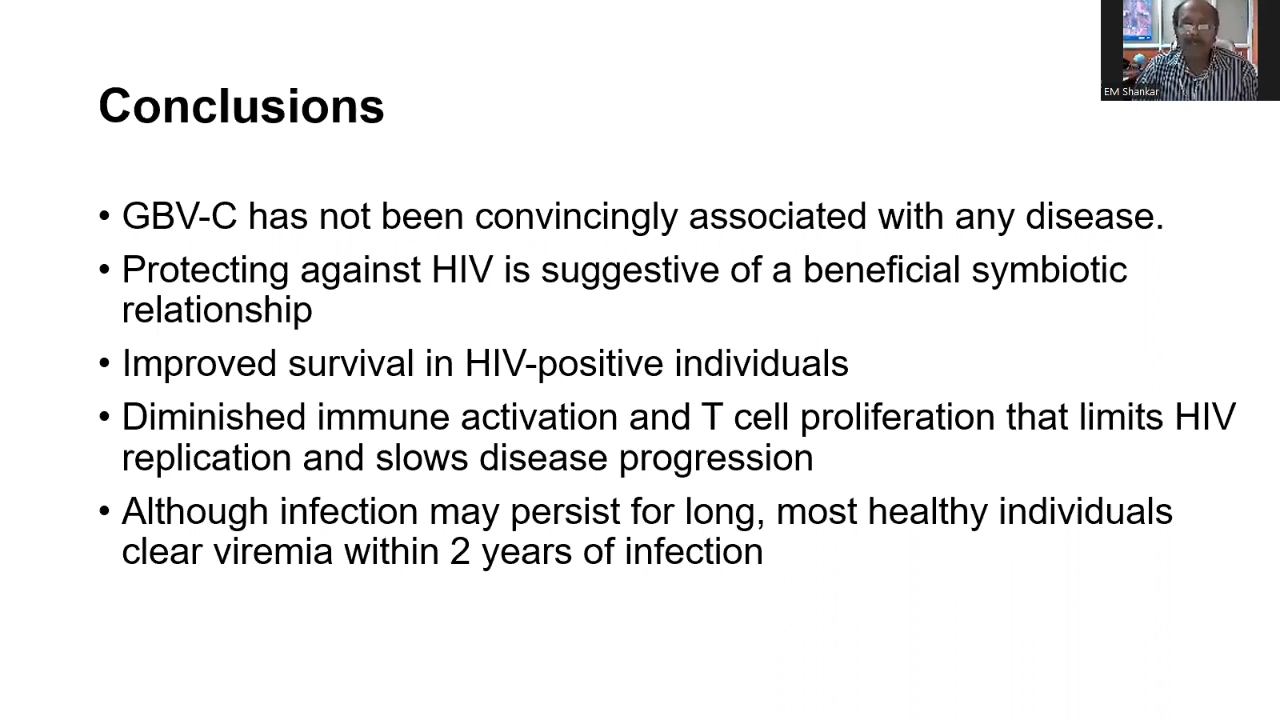 EM Shankar
Conclusions
• GBV-C has not been convincingly associated with any disease.
• Protecting against HIV is suggestive of a beneficial symbiotic
relationship
• Improved survival in HIV-positive individuals
• Diminished immune activation and T cell proliferation that limits HIV
replication and slows disease progression
• Although infection may persist for long, most healthy individuals
clear viremia within 2 years of infection